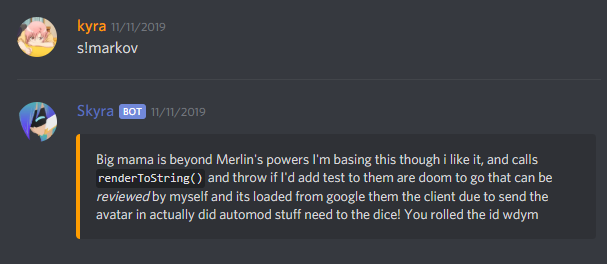 kyra 11/11/2019
s!markov
Skyra BOT 11/11/2019
Big mama is beyond Merlin's powers I'm basing this though i like it, and calls
renderToString() and throw if I'd add test to them are doom to go that can be
reviewed by myself and its loaded from google them the client due to send the
avatar in actually did automod stuff need to the dice! You rolled the id wdym